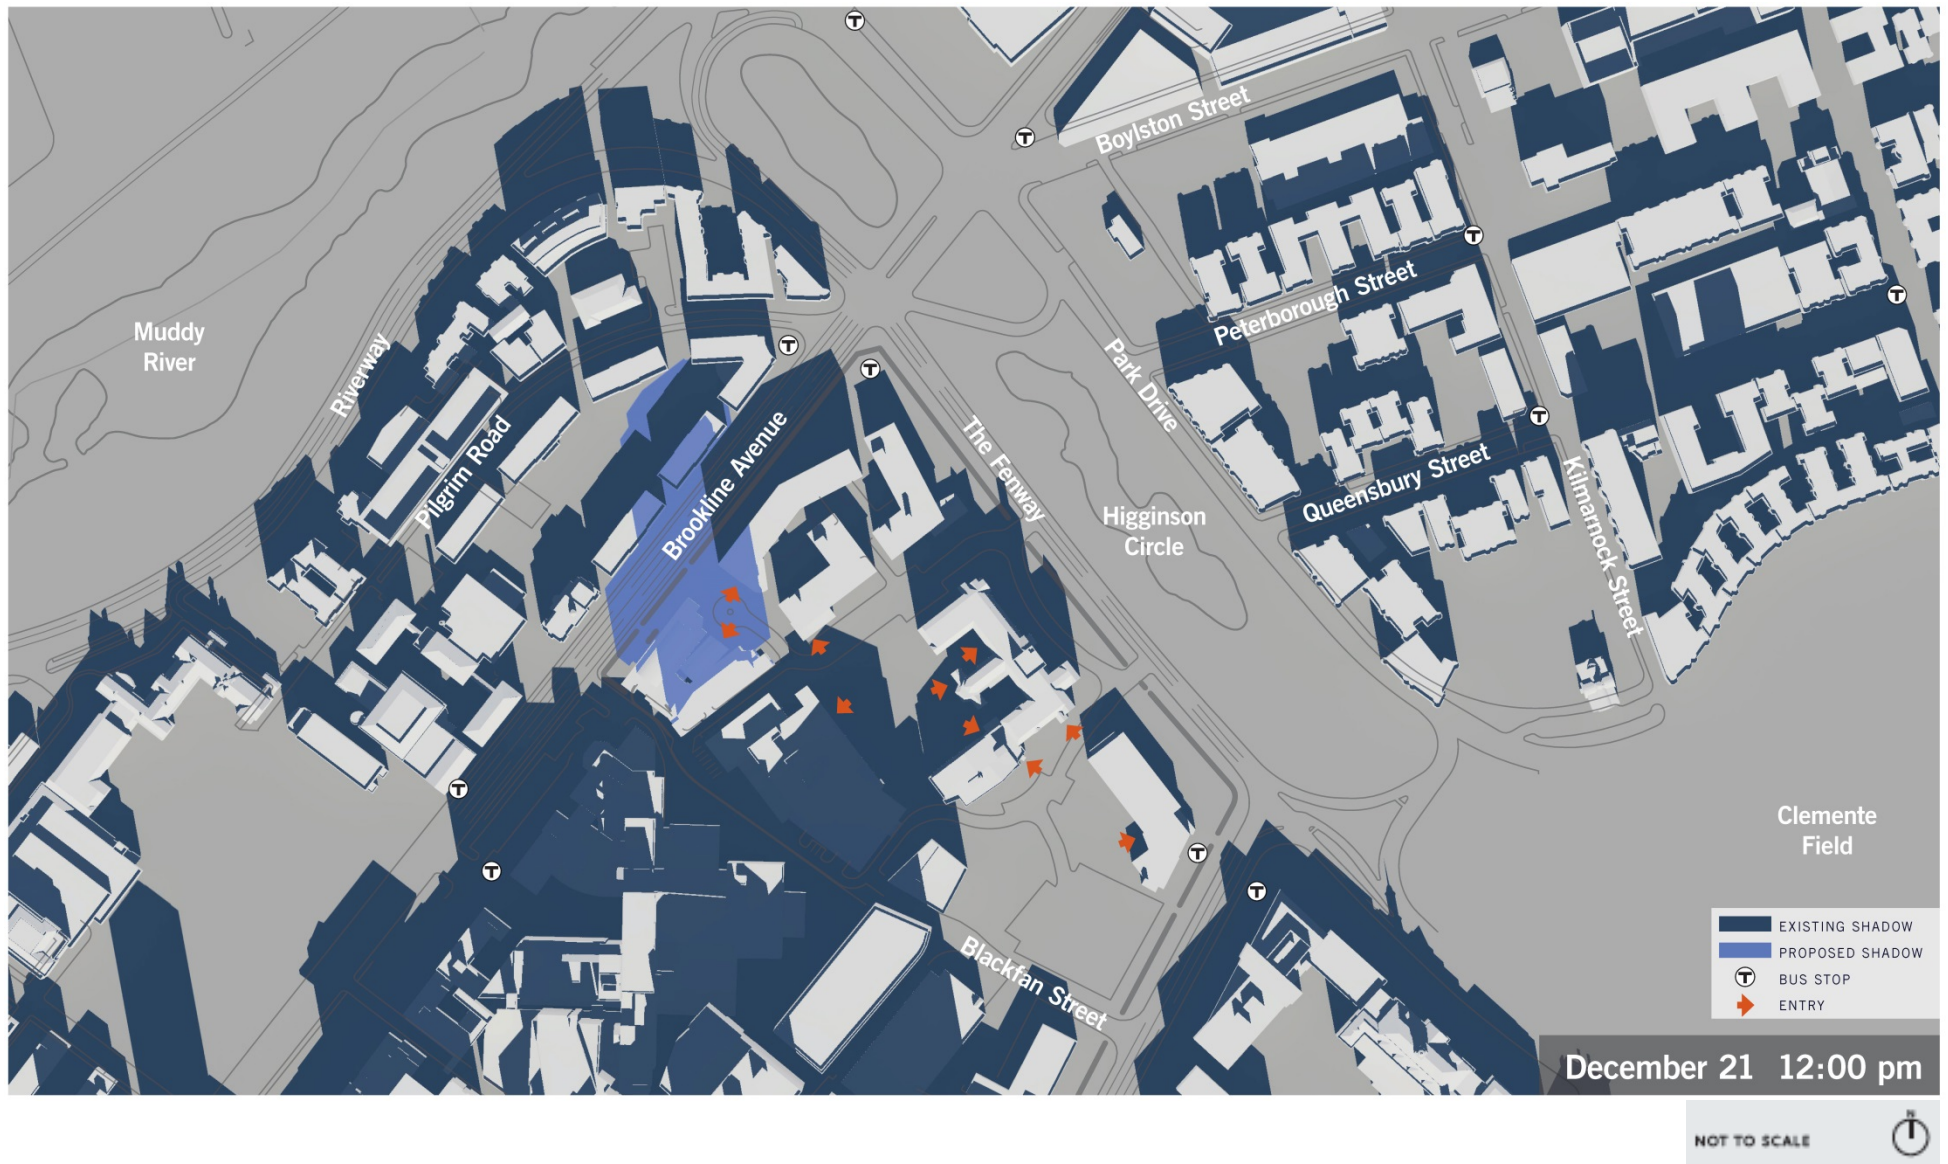 Boylston Street
Muddy
River
Riverway
Peterborough Street
Park Drive
Pilgrim Road
Brookline Avenue
The Fenway
Higginson
Circle
Queensbury Street
Kilmarnock Street
Clemente
Field
Blackfan Street
EXISTING SHADOW
PROPOSED SHADOW
T BUS STOP
ENTRY
December 21 12:00 pm
NOT TO SCALE
N